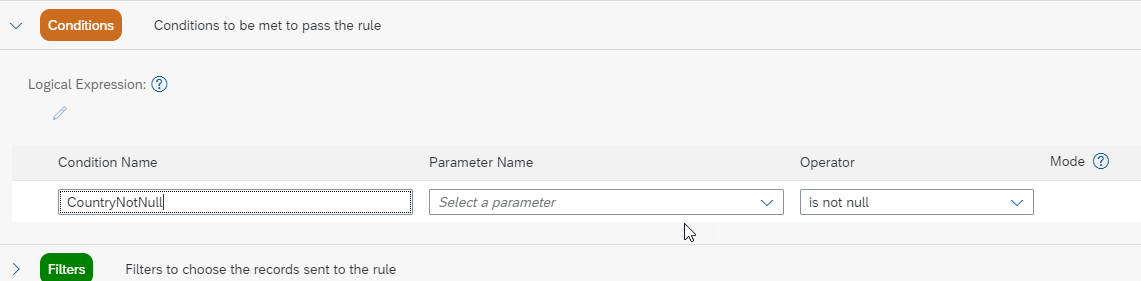 Conditions Conditions to be met to pass the rule
Logical Expression: ?
Condition Name Parameter Name Operator Mode ?
CountryNotNull Select a parameter is not null
Filters Filters to choose the records sent to the rule